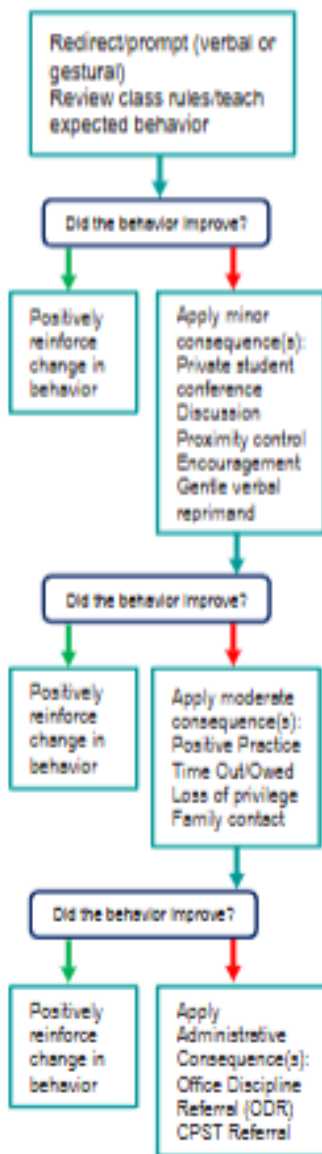 Redirect/prompt (verbal or
gestural)
Review class rules/teach
expected behavior
Did the behavior improve?
Positively
reinforce
change in
behavior
Apply minor
consequence(s):
Private student
conference
Discussion
Proximity control
Encouragement
Gentle verbal
reprimand
Did the behavior improve?
Positively
reinforce
change in
behavior
Apply moderate
consequence(s):
Positive Practice
Time Out/Owed
Loss of privilege
Family contact
Did the behavior improve?
Positively
reinforce
change in
behavior
Apply
Administrative
Consequence(s):
Office Discipline
Referral (ODR)
CPST Referral